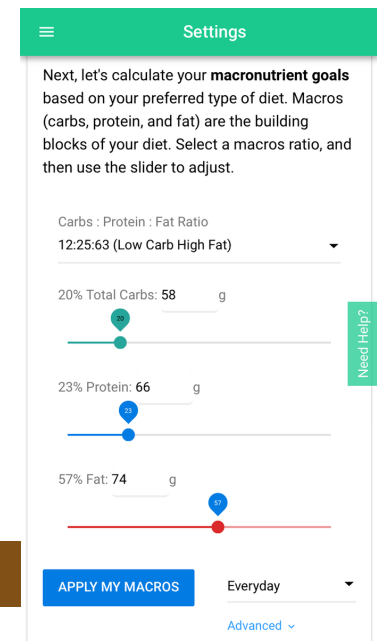 Settings
Next, let's calculate your macronutrient goals
based on your preferred type of diet. Macros
(carbs, protein, and fat) are the building
blocks of your diet. Select a macros ratio, and
then use the slider to adjust.
Carbs : Protein : Fat Ratio
12:25:63 (Low Carb High Fat)
20% Total Carbs: 58 g
20
Need Help?
23% Protein: 66 g
23
57% Fat: 74 g
57
APPLY MY MACROS
Everyday
Advanced